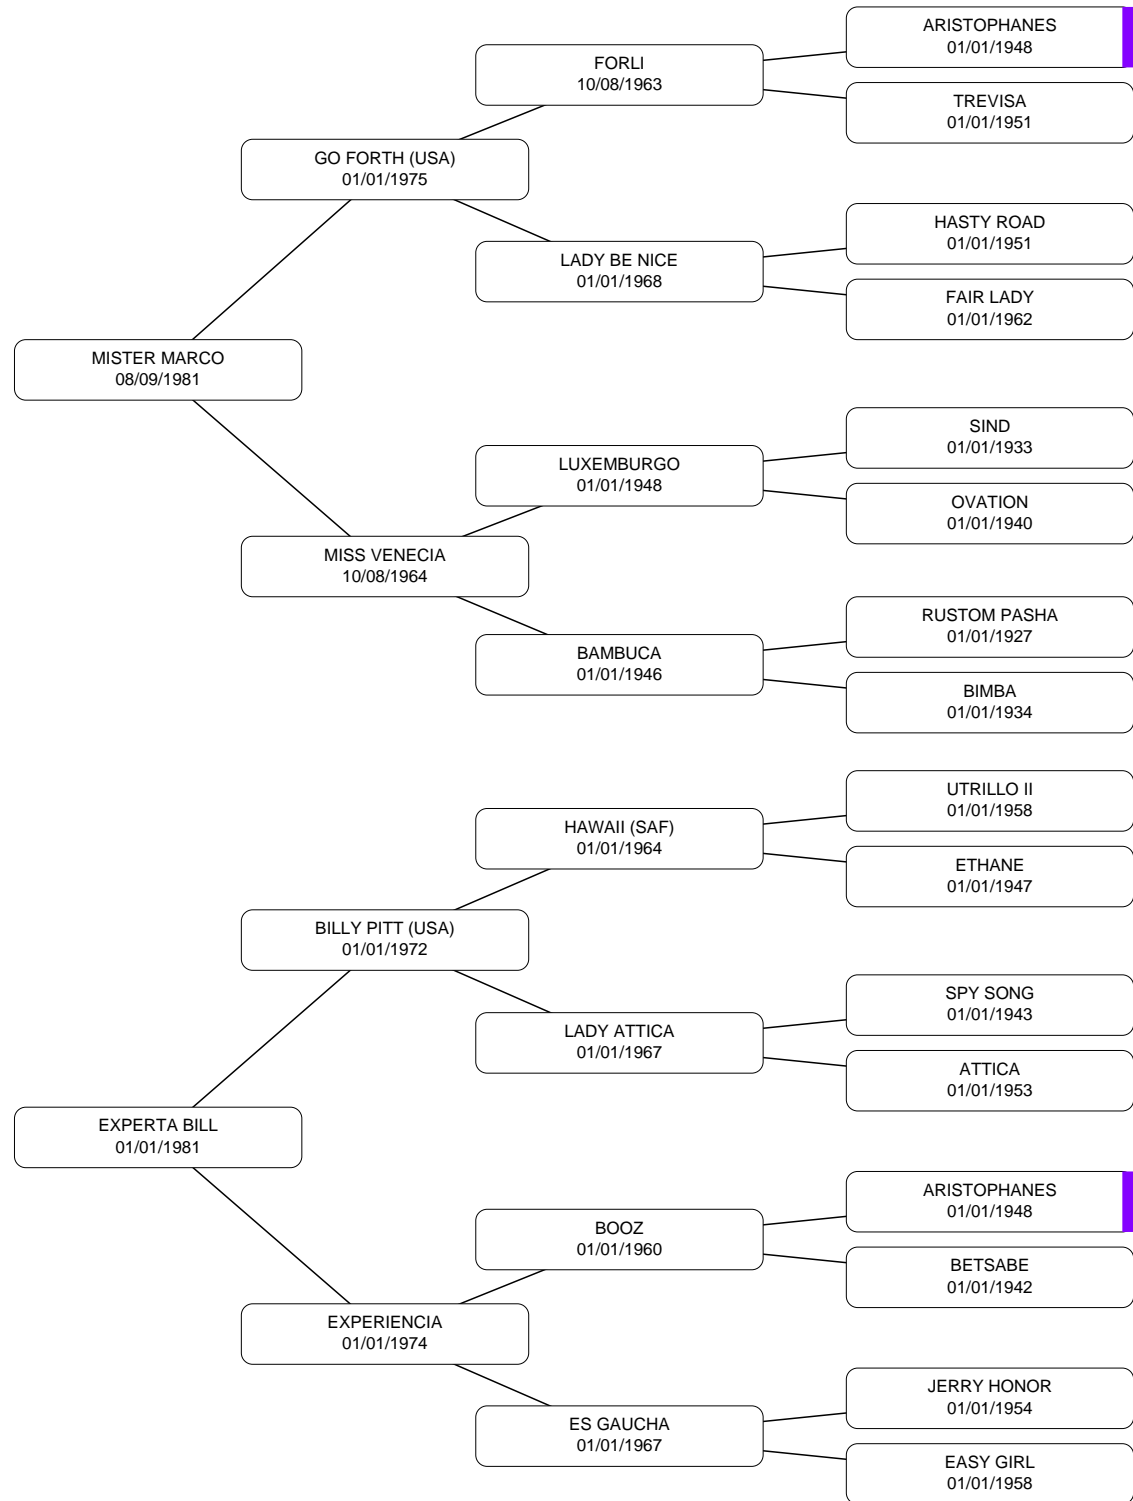 ARISTOPHANES
01/01/1948
FORLI
10/08/1963
TREVISA
01/01/1951
GO FORTH (USA)
01/01/1975
HASTY ROAD
01/01/1951
LADY BE NICE
01/01/1968
FAIR LADY
01/01/1962
MISTER MARCO
08/09/1981
SIND
01/01/1933
LUXEMBURGO
01/01/1948
OVATION
01/01/1940
MISS VENECIA
10/08/1964
RUSTOM PASHA
01/01/1927
BAMBUCA
01/01/1946
BIMBA
01/01/1934
UTRILLO II
01/01/1958
HAWAII (SAF)
01/01/1964
ETHANE
01/01/1947
BILLY PITT (USA)
01/01/1972
SPY SONG
01/01/1943
LADY ATTICA
01/01/1967
ATTICA
01/01/1953
EXPERTA BILL
01/01/1981
ARISTOPHANES
01/01/1948
BOOZ
01/01/1960
BETSABE
01/01/1942
EXPERIENCIA
01/01/1974
JERRY HONOR
01/01/1954
ES GAUCHA
01/01/1967
EASY GIRL
01/01/1958